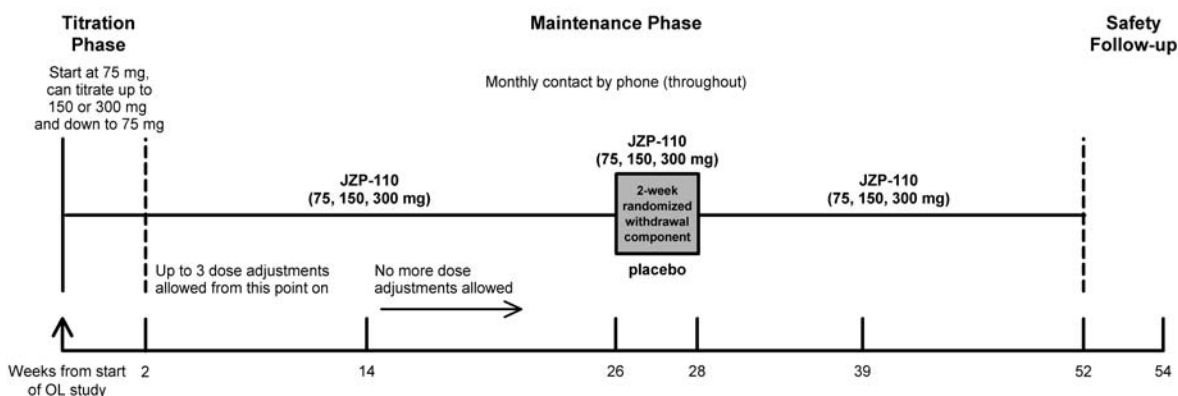 Titration
Phase
Maintenance Phase
Safety
Follow-up
Start at 75 mg,
can titrate up to
150 or 300 mg
and down to 75 mg
Monthly contact by phone (throughout)
JZP-110
(75, 150, 300 mg)
JZP-110
(75, 150, 300 mg)
JZP-110
(75, 150, 300 mg)
2-week
randomized
withdrawal
component
placebo
Up to 3 dose adjustments
allowed from this point on
No more dose
adjustments allowed
Weeks from start
of OL study
2
14
26
28
39
52
54